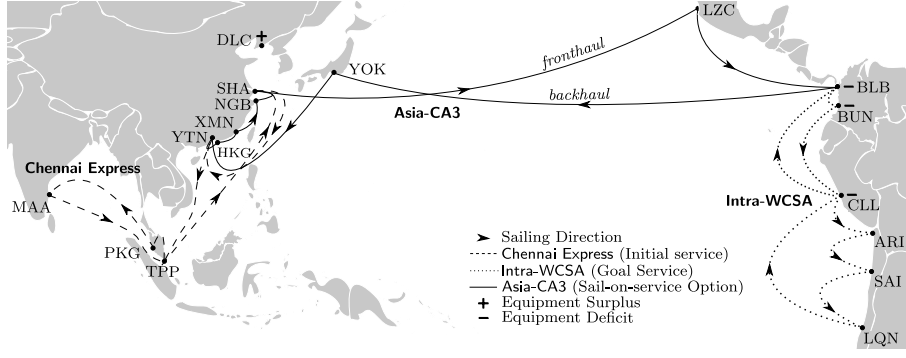 LZC
DLC
YOK
fronthaul
SHA
BLB
NGB
backhaul
Asia-CA3
BUN
XMN
YTN
HKG
Chennai Express
MAA
Intra-WCSA
CLL
Sailing Direction
ARI
PKG
Chennai Express (Initial service)
TPP
Intra-WCSA (Goal Service)
SAI
Asia-CA3 (Sail-on-service Option)
+ Equipment Surplus
− Equipment Deficit
LQN